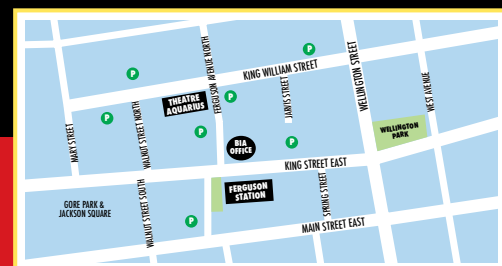 P
KING WILLIAM STREET
WELLINGTON STREET
FERGUSON AVENUE NORTH
P
P
THEATRE
AQUARIUS
JARVIS STREET
WEST AVENUE
P
P
P
MARY STREET
WALNUT STREET NORTH
WELLINGTON
PARK
BIA
OFFICE
KING STREET EAST
FERGUSON
STATION
GORE PARK &
JACKSON SQUARE
WALNUT STREET SOUTH
P
SPRING STREET
MAIN STREET EAST